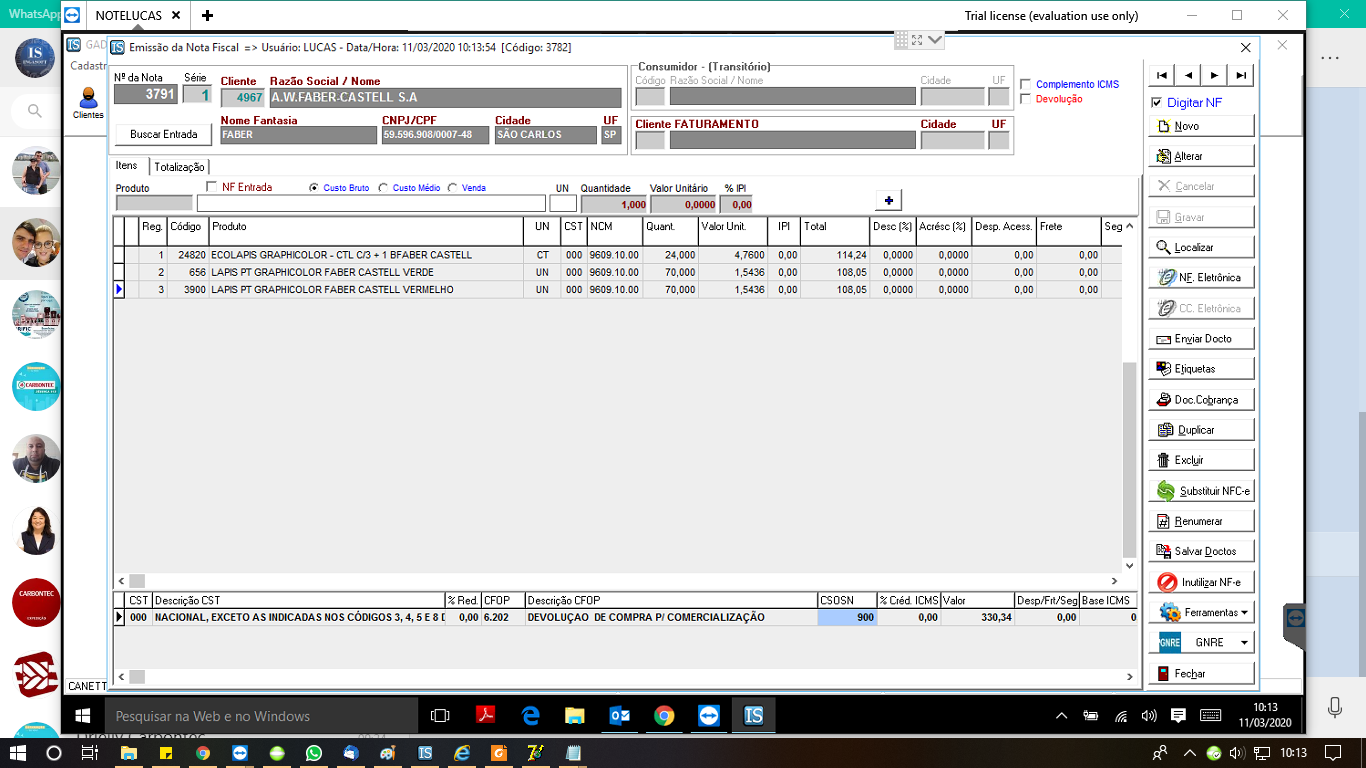 WhatsApp
NOTELUCAS
Trial license (evaluation use only)
IS
ENGASOFT
IS
GAD
Cadastr
Clientes
IS
Emissão da Nota Fiscal => Usuário: LUCAS - Data/Hora: 11/03/2020 10:13:54 [Código: 3782]
Nº da Nota
Série
Cliente
Razão Social / Nome
3791
1
4967
A.W.FABER-CASTELL S.A
Nome Fantasia
CNPJ/CPF
Cidade
UF
Buscar Entrada
FABER
59.596.908/0007-48
SÃO CARLOS
SP
Consumidor - (Transitório)
Código
Razão Social / Nome
Cidade
UF
Cliente FATURAMENTO
Cidade
UF
Complemento ICMS
Devolução
Itens
Totalização
Produto
NF Entrada
Custo Bruto
Custo Médio
Venda
UN
Quantidade
Valor Unitário
% IPI
1,000
0,0000
0,00
Reg. Código Produto UN CST NCM Quant. Valor Unit. IPI Total Desc (%) Acrésc (%) Desp. Acess. Frete Seg
1 24820 ECOLAPIS GRAPHICOLOR - CTL C/3 + 1 BFABER CASTELL CT 000 9609.10.00 24,000 4,7600 0,00 114,24 0,0000 0,0000 0,00 0,00
2 656 LAPIS PT GRAPHICOLOR FABER CASTELL VERDE UN 000 9609.10.00 70,000 1,5436 0,00 108,05 0,0000 0,0000 0,00 0,00
3 3900 LAPIS PT GRAPHICOLOR FABER CASTELL VERMELHO UN 000 9609.10.00 70,000 1,5436 0,00 108,05 0,0000 0,0000 0,00 0,00
CST Descrição CST % Red. CFOP Descrição CFOP CSOSN % Créd. ICMS Valor Desp/Frt/Seg Base ICMS
000 NACIONAL, EXCETO AS INDICADAS NOS CÓDIGOS 3, 4, 5 E 8 D 0,00 6.202 DEVOLUÇAO DE COMPRA P/ COMERCIALIZAÇÃO 900 0,00 330,34 0,00 0
Digitar NF
Novo
Alterar
Cancelar
Gravar
Localizar
NF. Eletrônica
CC. Eletrônica
Enviar Docto
Etiquetas
Doc.Cobrança
Duplicar
Excluir
Substituir NFC-e
Renumerar
Salvar Doctos
Inutilizar NF-e
Ferramentas
GNRE
GNRE
Fechar
CARBONTEC
CARBONTEC
CANETT
Pesquisar na Web e no Windows
IS
10:13
11/03/2020
IS
10:13